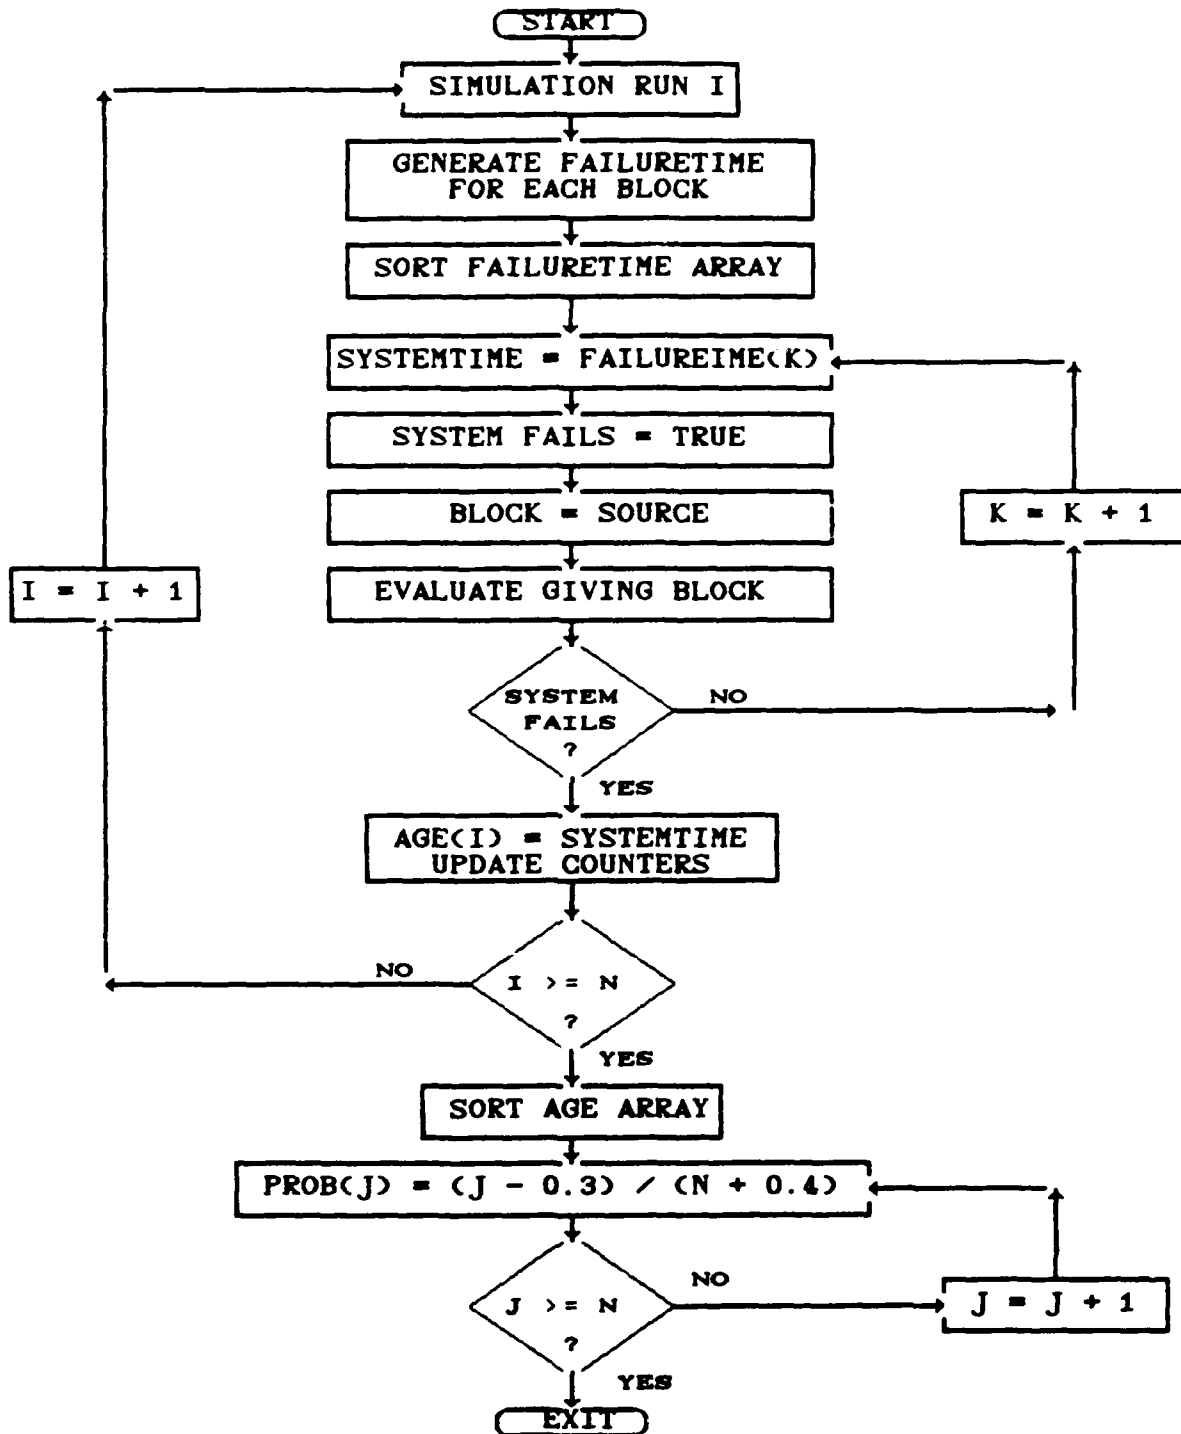 START
SIMULATION RUN I
GENERATE FAILURETIME
FOR EACH BLOCK
SORT FAILURETIME ARRAY
SYSTEMTIME = FAILUREIME(K)
SYSTEM FAILS = TRUE
BLOCK = SOURCE
K = K + 1
I = I + 1
EVALUATE GIVING BLOCK
SYSTEM
FAILS
?
NO
YES
AGE(I) = SYSTEMTIME
UPDATE COUNTERS
NO
I >= N
?
YES
SORT AGE ARRAY
PROB(J) = (J - 0.3) / (N + 0.4)
J >= N
?
NO
J = J + 1
YES
EXIT